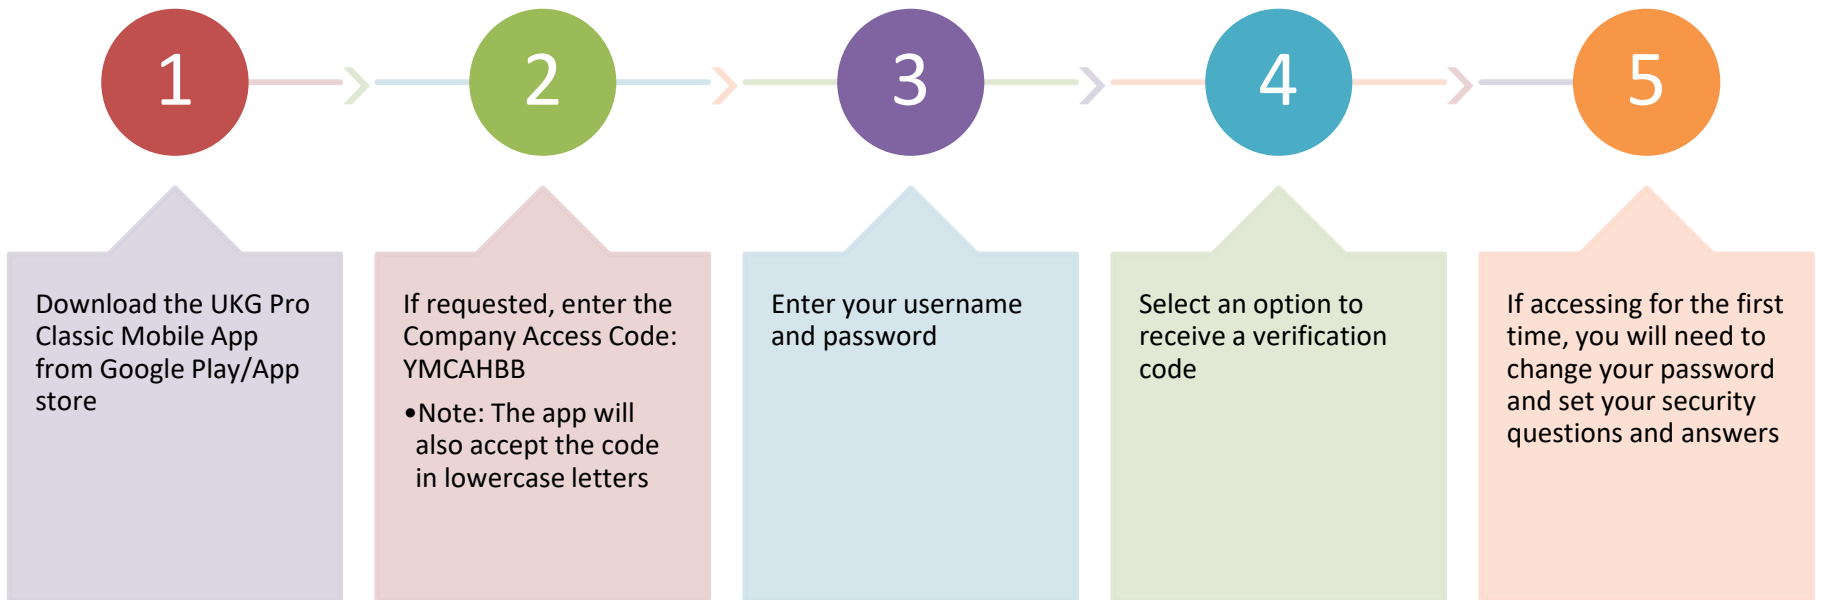 1
2
3
4
5
Download the UKG Pro
Classic Mobile App
from Google Play/App
store
If requested, enter the
Company Access Code:
YMCAHBB
•Note: The app will
also accept the code
in lowercase letters
Enter your username
and password
Select an option to
receive a verification
code
If accessing for the first
time, you will need to
change your password
and set your security
questions and answers